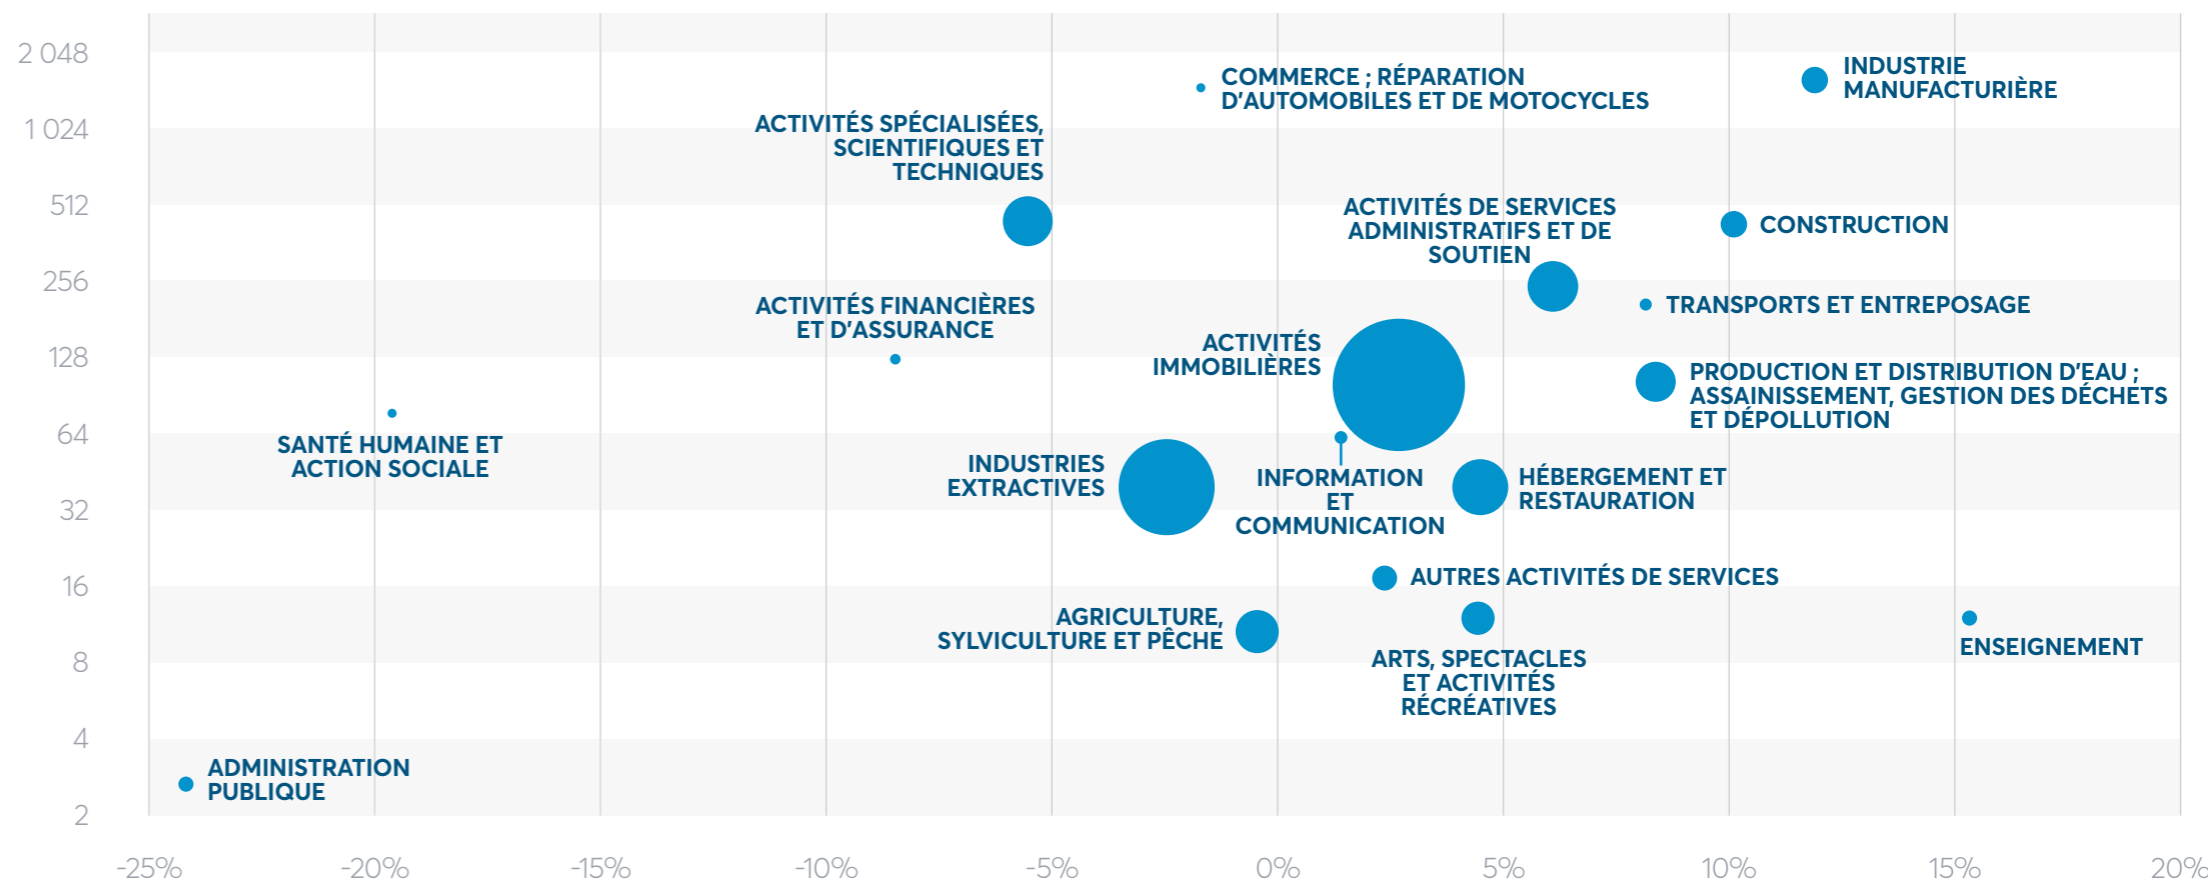 2 048
1 024
512
256
128
64
32
16
8
4
2
COMMERCE ; RÉPARATION
D'AUTOMOBILES ET DE MOTOCYCLES
INDUSTRIE
MANUFACTURIÈRE
ACTIVITÉS SPÉCIALISÉES,
SCIENTIFIQUES ET
TECHNIQUES
ACTIVITÉS DE SERVICES
ADMINISTRATIFS ET DE
SOUTIEN
CONSTRUCTION
ACTIVITÉS FINANCIÈRES
ET D'ASSURANCE
TRANSPORTS ET ENTREPOSAGE
ACTIVITÉS
IMMOBILIÈRES
PRODUCTION ET DISTRIBUTION D'EAU ;
ASSAINISSEMENT, GESTION DES DÉCHETS
ET DÉPOLLUTION
SANTÉ HUMAINE ET
ACTION SOCIALE
INDUSTRIES
EXTRACTIVES
INFORMATION
ET
COMMUNICATION
HÉBERGEMENT ET
RESTAURATION
AUTRES ACTIVITÉS DE SERVICES
AGRICULTURE,
SYLVICULTURE ET PÊCHE
ARTS, SPECTACLES
ET ACTIVITÉS
RÉCRÉATIVES
ENSEIGNEMENT
ADMINISTRATION
PUBLIQUE
-25% -20% -15% -10% -5% 0% 5% 10% 15% 20%